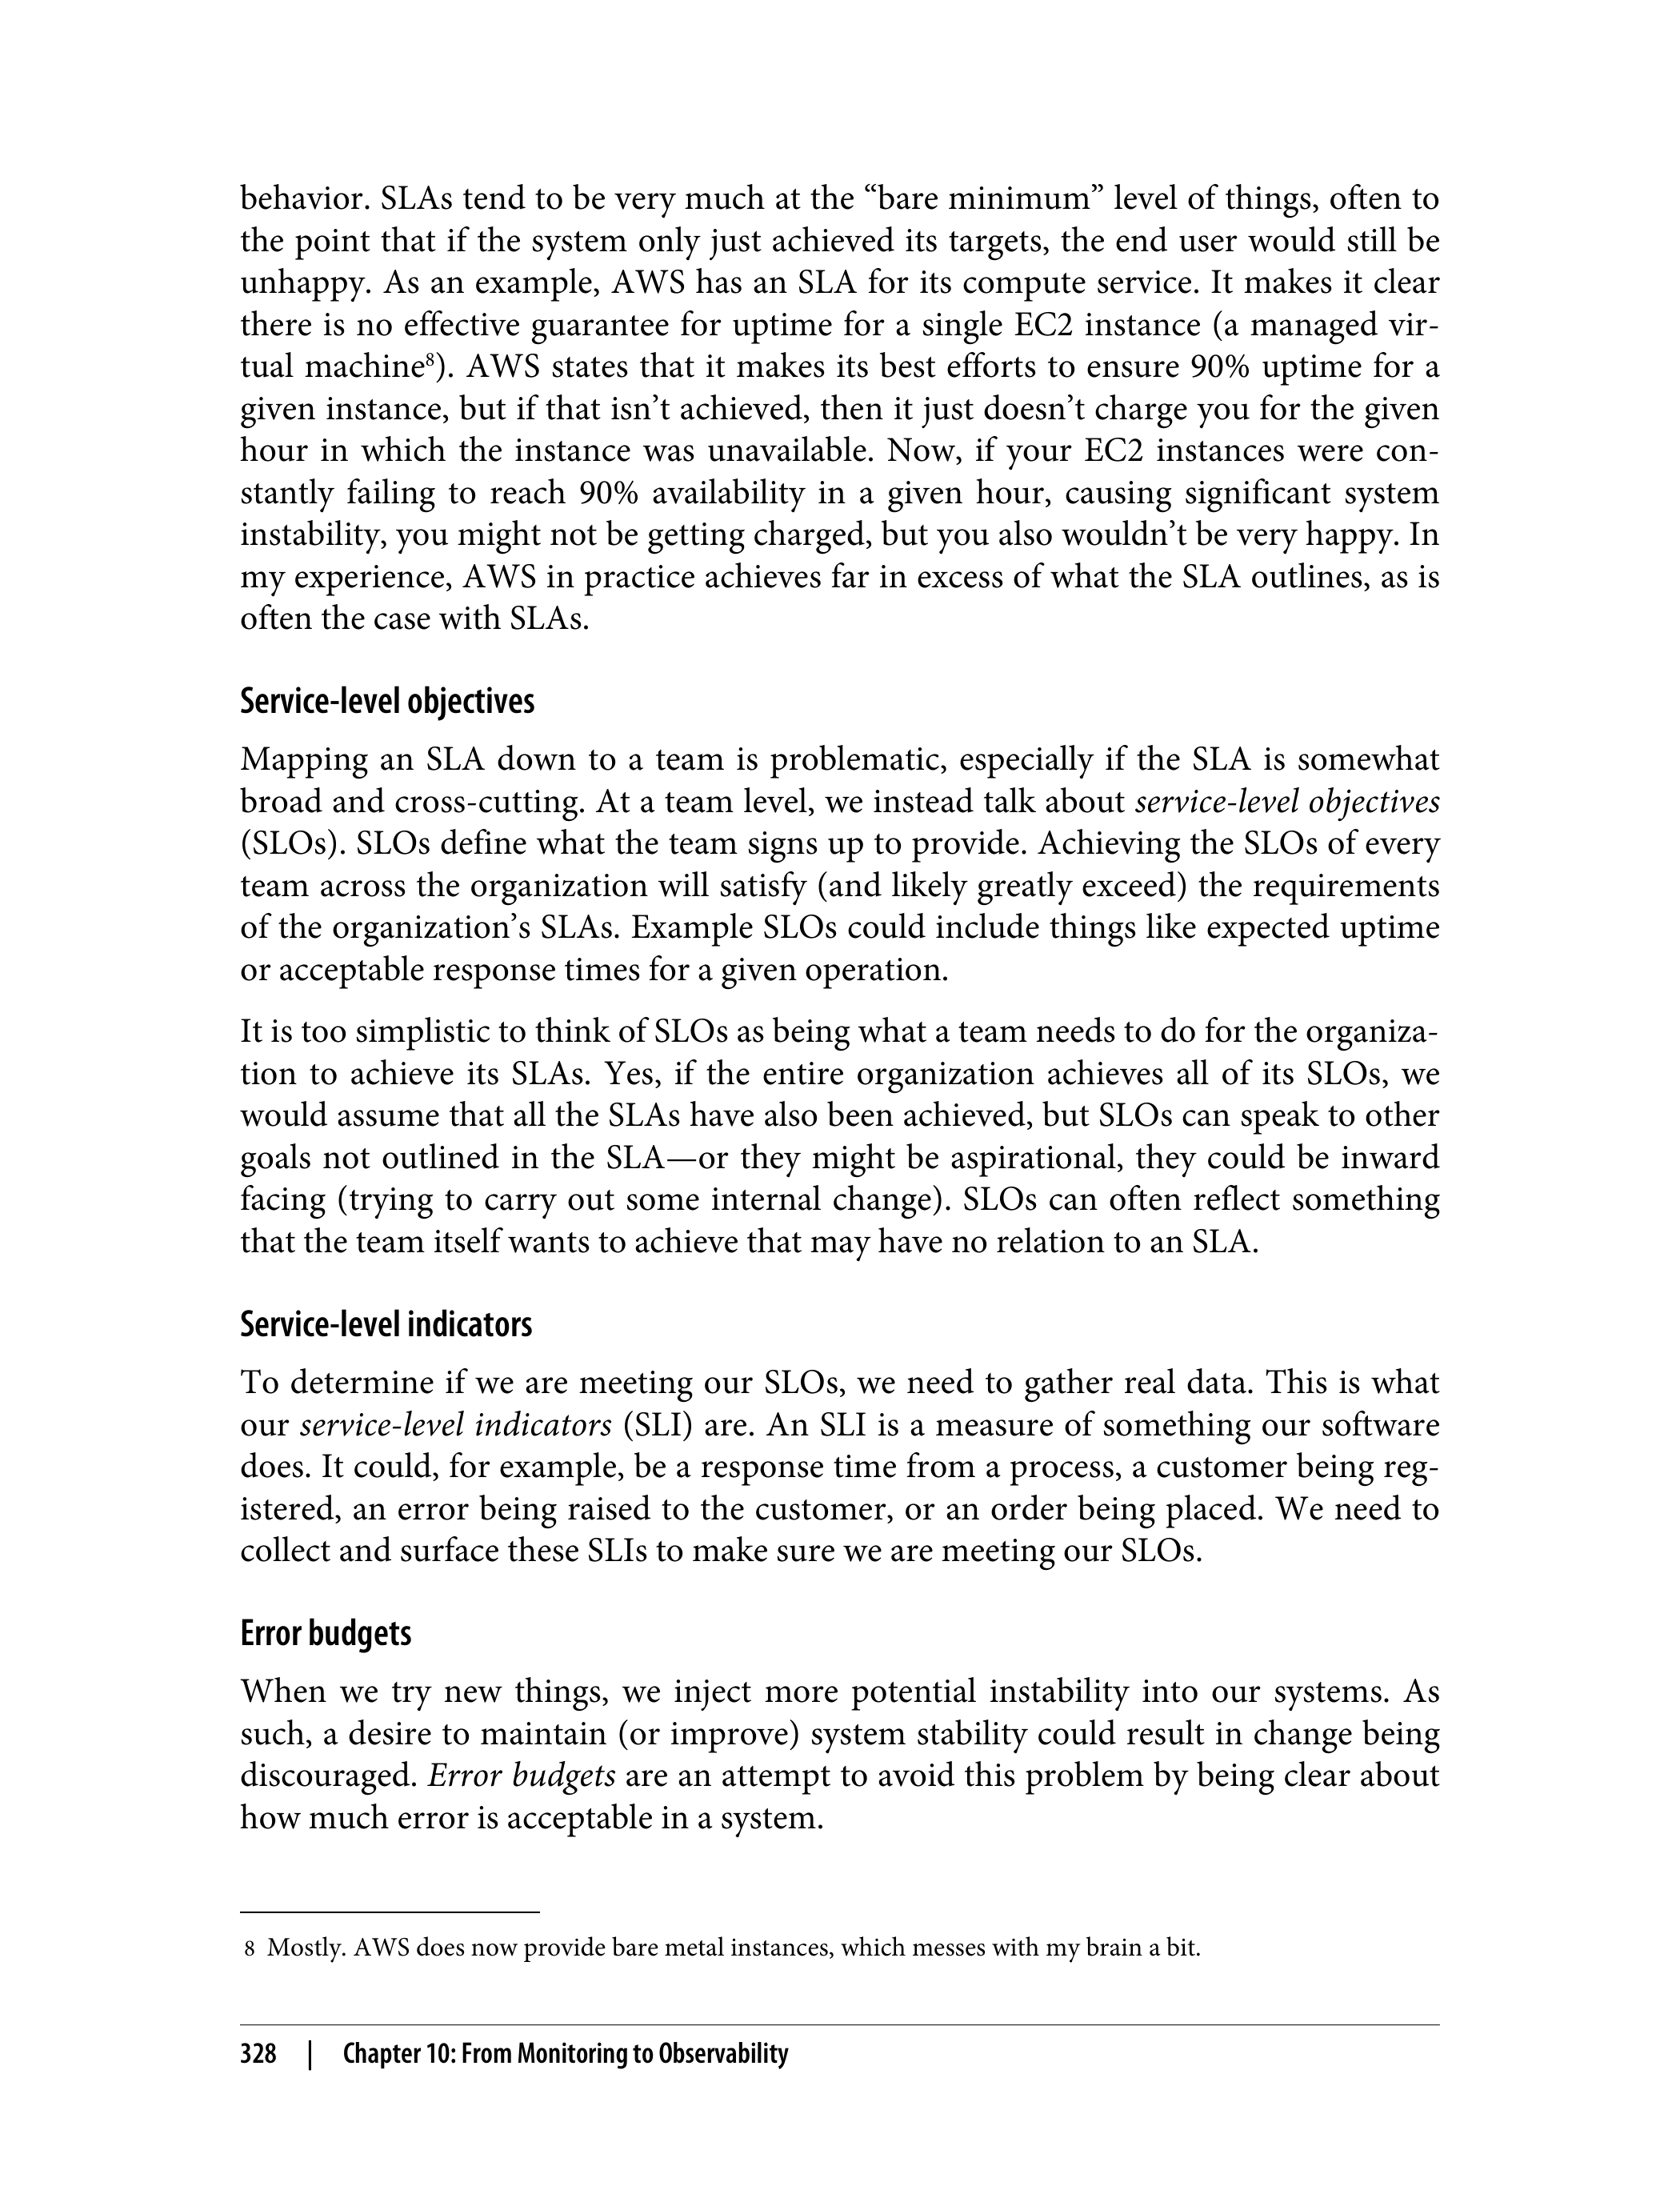 behavior. SLAs tend to be very much at the “bare minimum” level of things, often to
the point that if the system only just achieved its targets, the end user would still be
unhappy. As an example, AWS has an SLA for its compute service. It makes it clear
there is no effective guarantee for uptime for a single EC2 instance (a managed vir-
tual machine8). AWS states that it makes its best efforts to ensure 90% uptime for a
given instance, but if that isn’t achieved, then it just doesn’t charge you for the given
hour in which the instance was unavailable. Now, if your EC2 instances were con-
stantly failing to reach 90% availability in a given hour, causing significant system
instability, you might not be getting charged, but you also wouldn’t be very happy. In
my experience, AWS in practice achieves far in excess of what the SLA outlines, as is
often the case with SLAs.
Service-level objectives
Mapping an SLA down to a team is problematic, especially if the SLA is somewhat
broad and cross-cutting. At a team level, we instead talk about service-level objectives
(SLOs). SLOs define what the team signs up to provide. Achieving the SLOs of every
team across the organization will satisfy (and likely greatly exceed) the requirements
of the organization’s SLAs. Example SLOs could include things like expected uptime
or acceptable response times for a given operation.
It is too simplistic to think of SLOs as being what a team needs to do for the organiza-
tion to achieve its SLAs. Yes, if the entire organization achieves all of its SLOs, we
would assume that all the SLAs have also been achieved, but SLOs can speak to other
goals not outlined in the SLA—or they might be aspirational, they could be inward
facing (trying to carry out some internal change). SLOs can often reflect something
that the team itself wants to achieve that may have no relation to an SLA.
Service-level indicators
To determine if we are meeting our SLOs, we need to gather real data. This is what
our service-level indicators (SLI) are. An SLI is a measure of something our software
does. It could, for example, be a response time from a process, a customer being reg-
istered, an error being raised to the customer, or an order being placed. We need to
collect and surface these SLIs to make sure we are meeting our SLOs.
Error budgets
When we try new things, we inject more potential instability into our systems. As
such, a desire to maintain (or improve) system stability could result in change being
discouraged. Error budgets are an attempt to avoid this problem by being clear about
how much error is acceptable in a system.
8 Mostly. AWS does now provide bare metal instances, which messes with my brain a bit.
328 | Chapter 10: From Monitoring to Observability